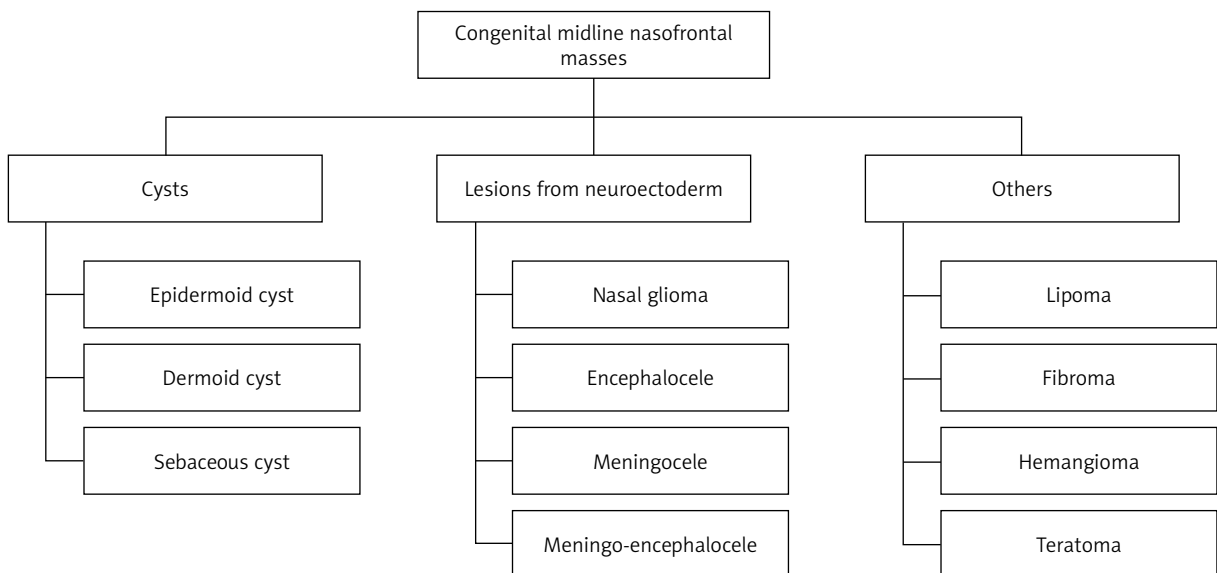 Congenital midline nasofrontal
masses
Cysts
Lesions from neuroectoderm
Others
Epidermoid cyst
Nasal glioma
Lipoma
Dermoid cyst
Encephalocele
Fibroma
Sebaceous cyst
Meningocele
Hemangioma
Meningo-encephalocele
Teratoma